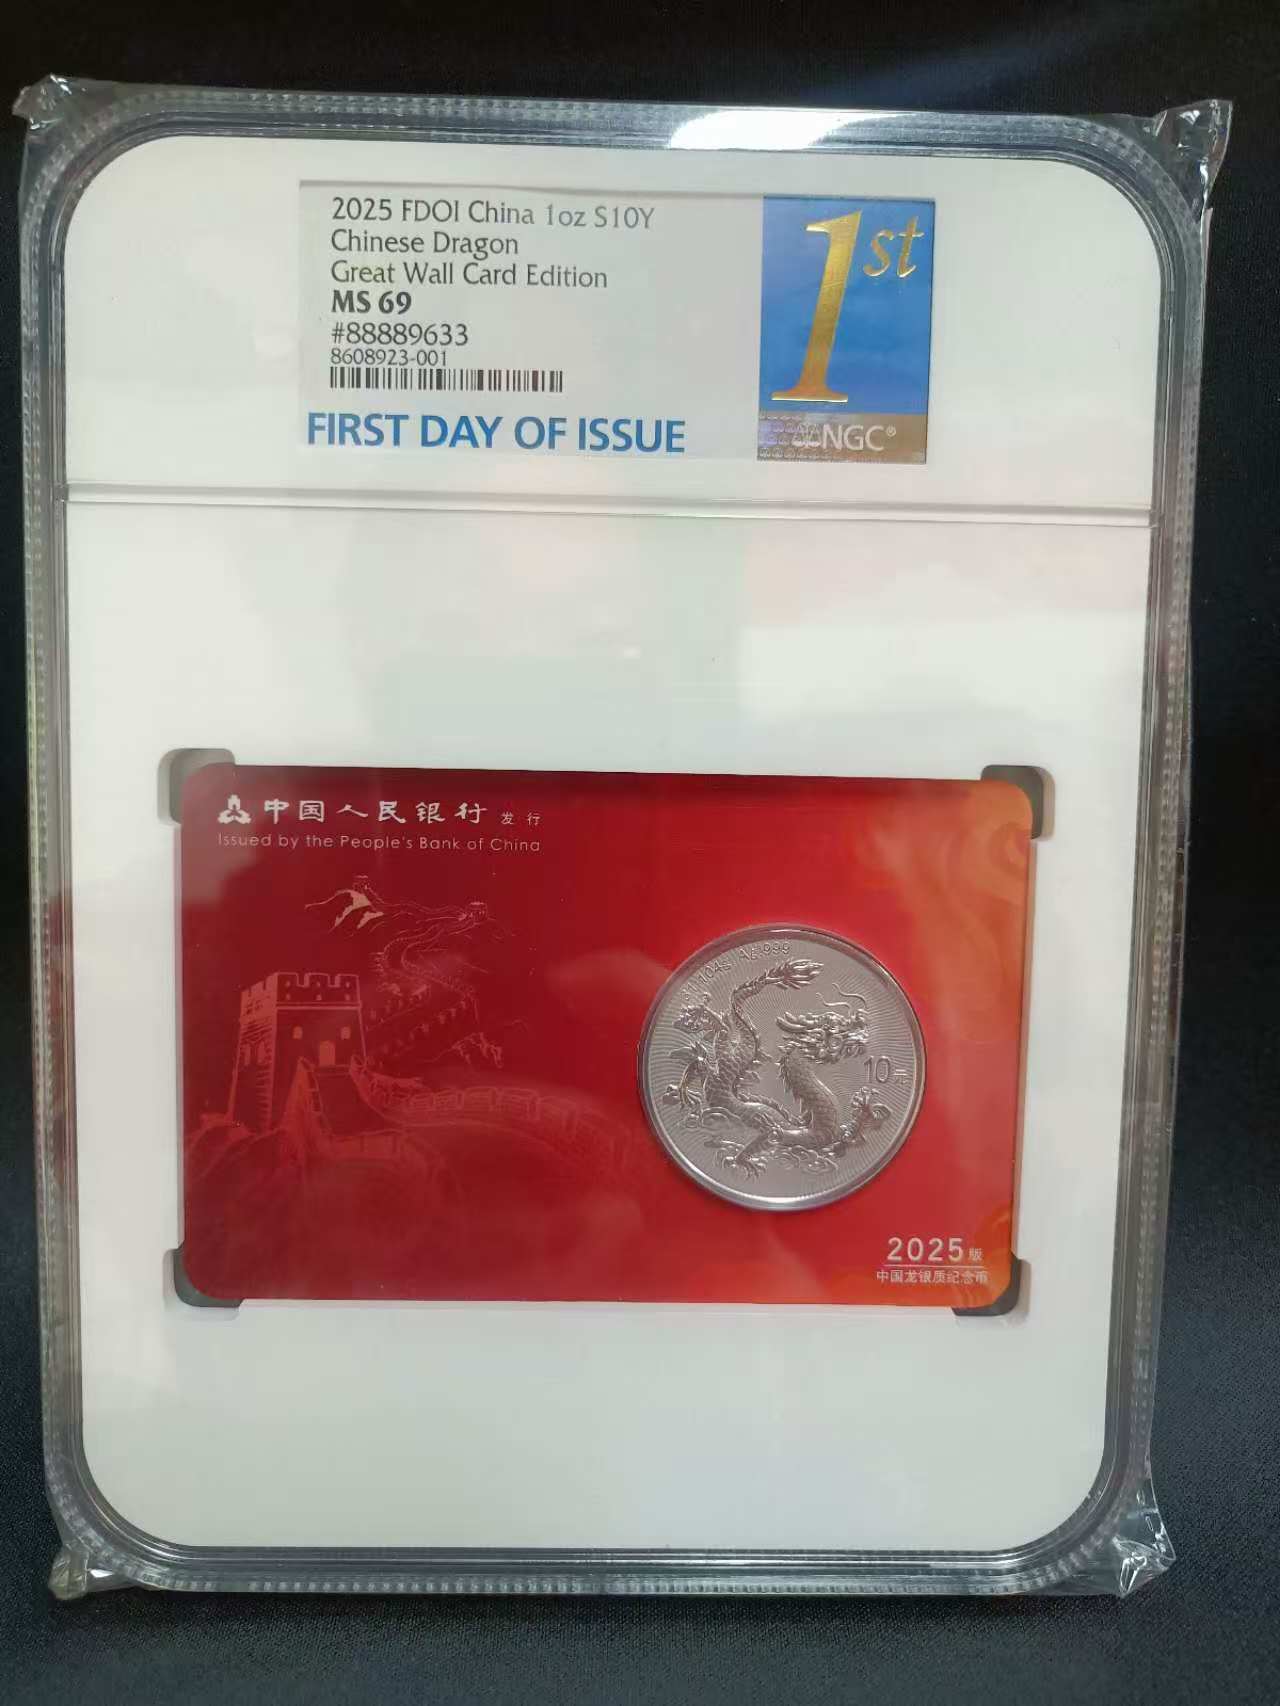 2025 FDOI China 1oz S10Y
Chinese Dragon
Great Wall Card Edition
MS 69
#88889633
8608923-001
FIRST DAY OF ISSUE
1st
NGC®
中国人民银行 发行
Issued by the People's Bank of China
Ag.999
10元
2025版
中国龙银质纪念币